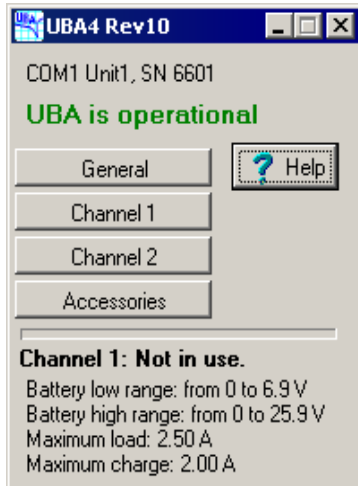 UBA4 Rev10
COM1 Unit1, SN 6601
UBA is operational
General
? Help
Channel 1
Channel 2
Accessories
Channel 1: Not in use.
Battery low range: from 0 to 6.9 V
Battery high range: from 0 to 25.9 V
Maximum load: 2.50 A
Maximum charge: 2.00 A